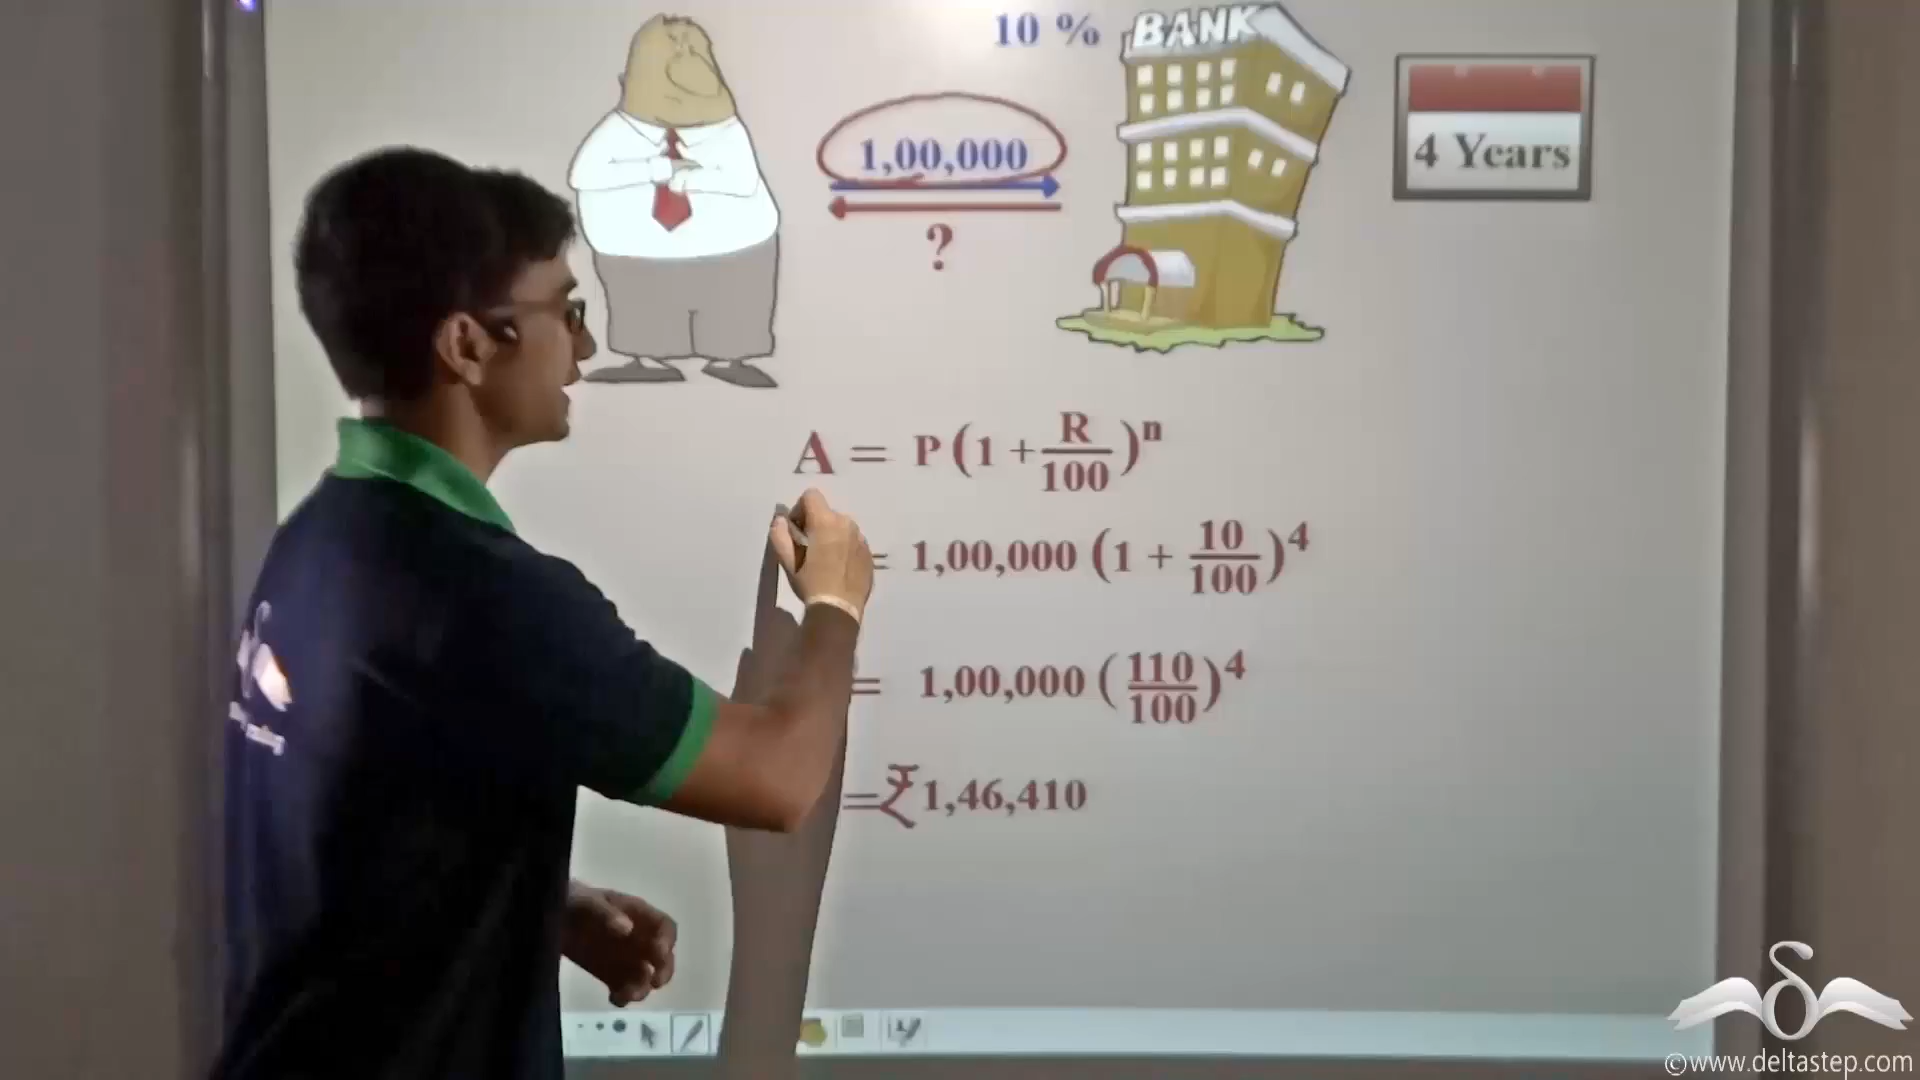 10 %
BANK
1,00,000
4 Years
?
A = P(1 + R/100)ⁿ
= 1,00,000 (1 + 10/100)⁴
= 1,00,000 (110/100)⁴
=₹1,46,410
©www.deltastep.com